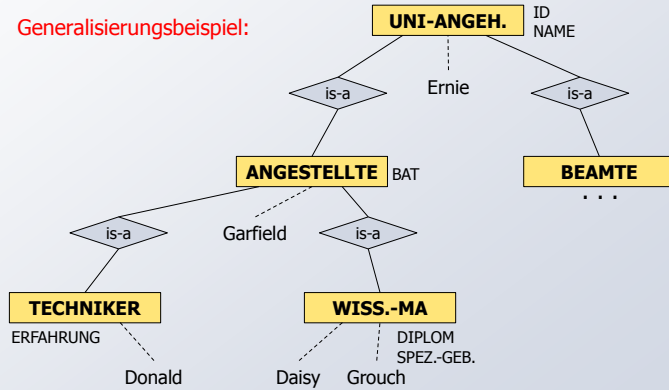 Generalisierungsbeispiel:
UNI-ANGEH.
ID
NAME
is-a
Ernie
is-a
ANGESTELLTE
BAT
BEAMTE
. . .
is-a
Garfield
is-a
TECHNIKER
WISS.-MA
ERFAHRUNG
DIPLOM
SPEZ.-GEB.
Donald
Daisy
Grouch